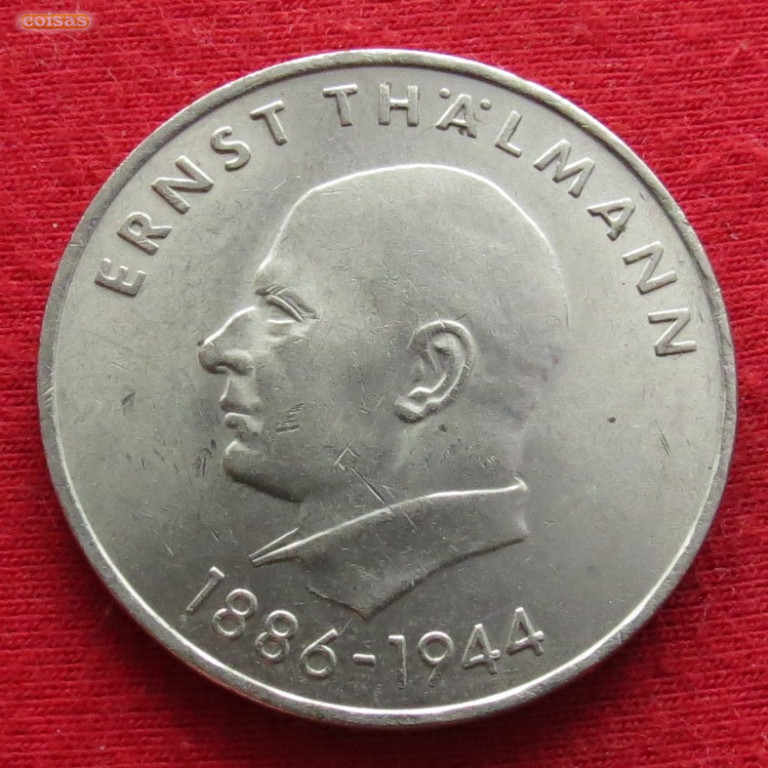 coisas
ERNST THÄLMANN
1886-1944